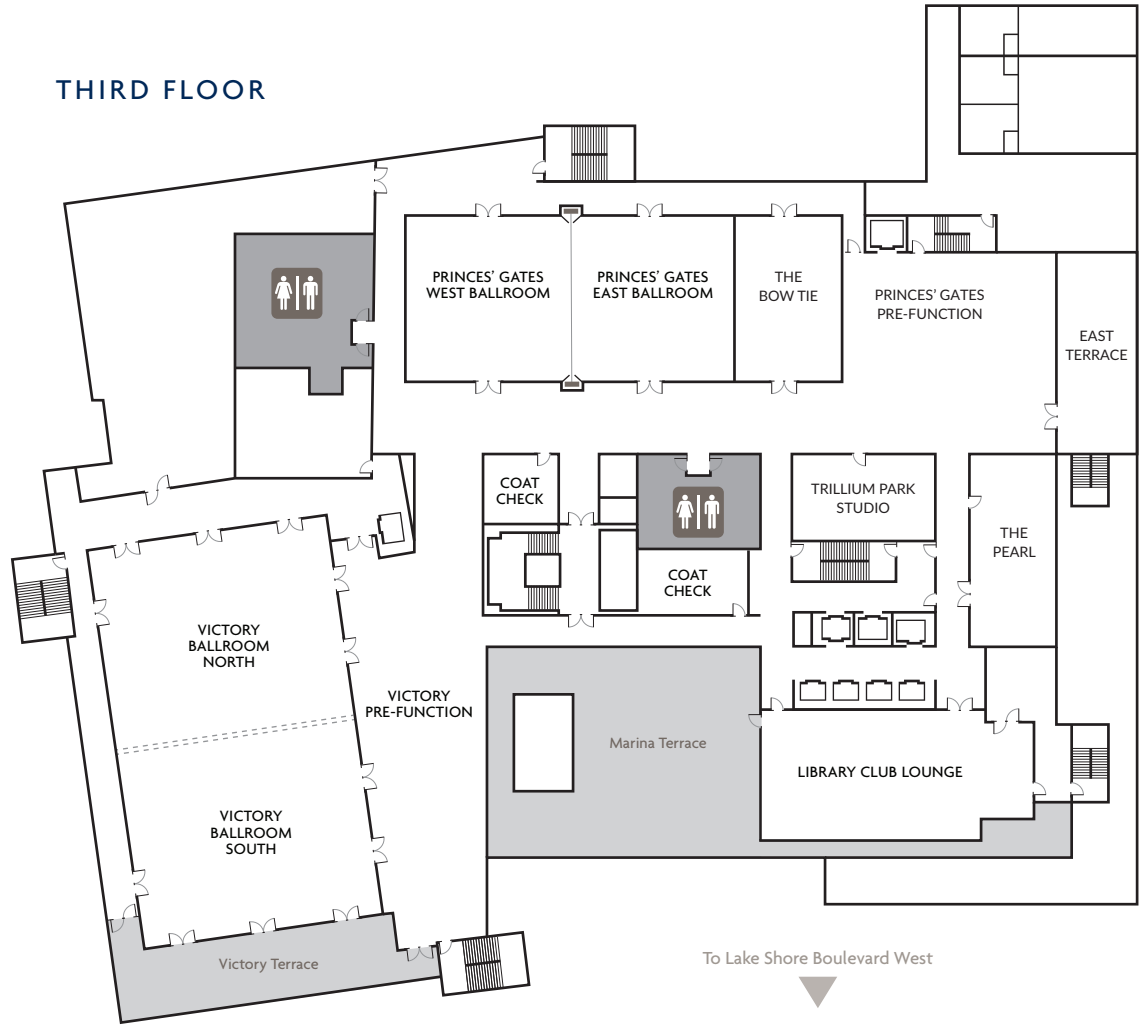 THIRD FLOOR
PRINCES’ GATES
WEST BALLROOM
PRINCES’ GATES
EAST BALLROOM
THE
BOW TIE
PRINCES’ GATES
PRE-FUNCTION
EAST
TERRACE
COAT
CHECK
TRILLIUM PARK
STUDIO
THE
PEARL
COAT
CHECK
VICTORY
BALLROOM
NORTH
VICTORY
PRE-FUNCTION
Marina Terrace
LIBRARY CLUB LOUNGE
VICTORY
BALLROOM
SOUTH
Victory Terrace
To Lake Shore Boulevard West